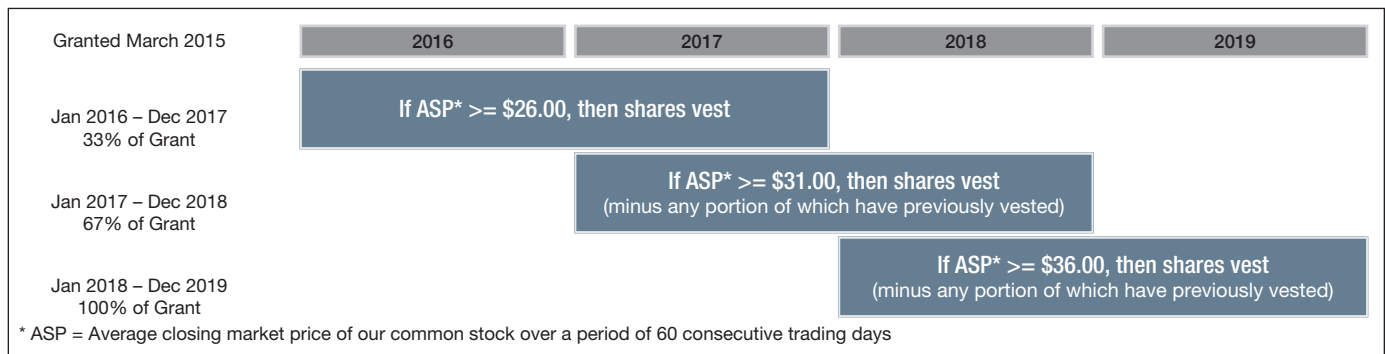 Granted March 2015
2016
2017
2018
2019
Jan 2016 – Dec 2017
33% of Grant
If ASP* >= $26.00, then shares vest
Jan 2017 – Dec 2018
67% of Grant
If ASP* >= $31.00, then shares vest
(minus any portion of which have previously vested)
Jan 2018 – Dec 2019
100% of Grant
If ASP* >= $36.00, then shares vest
(minus any portion of which have previously vested)
* ASP = Average closing market price of our common stock over a period of 60 consecutive trading days